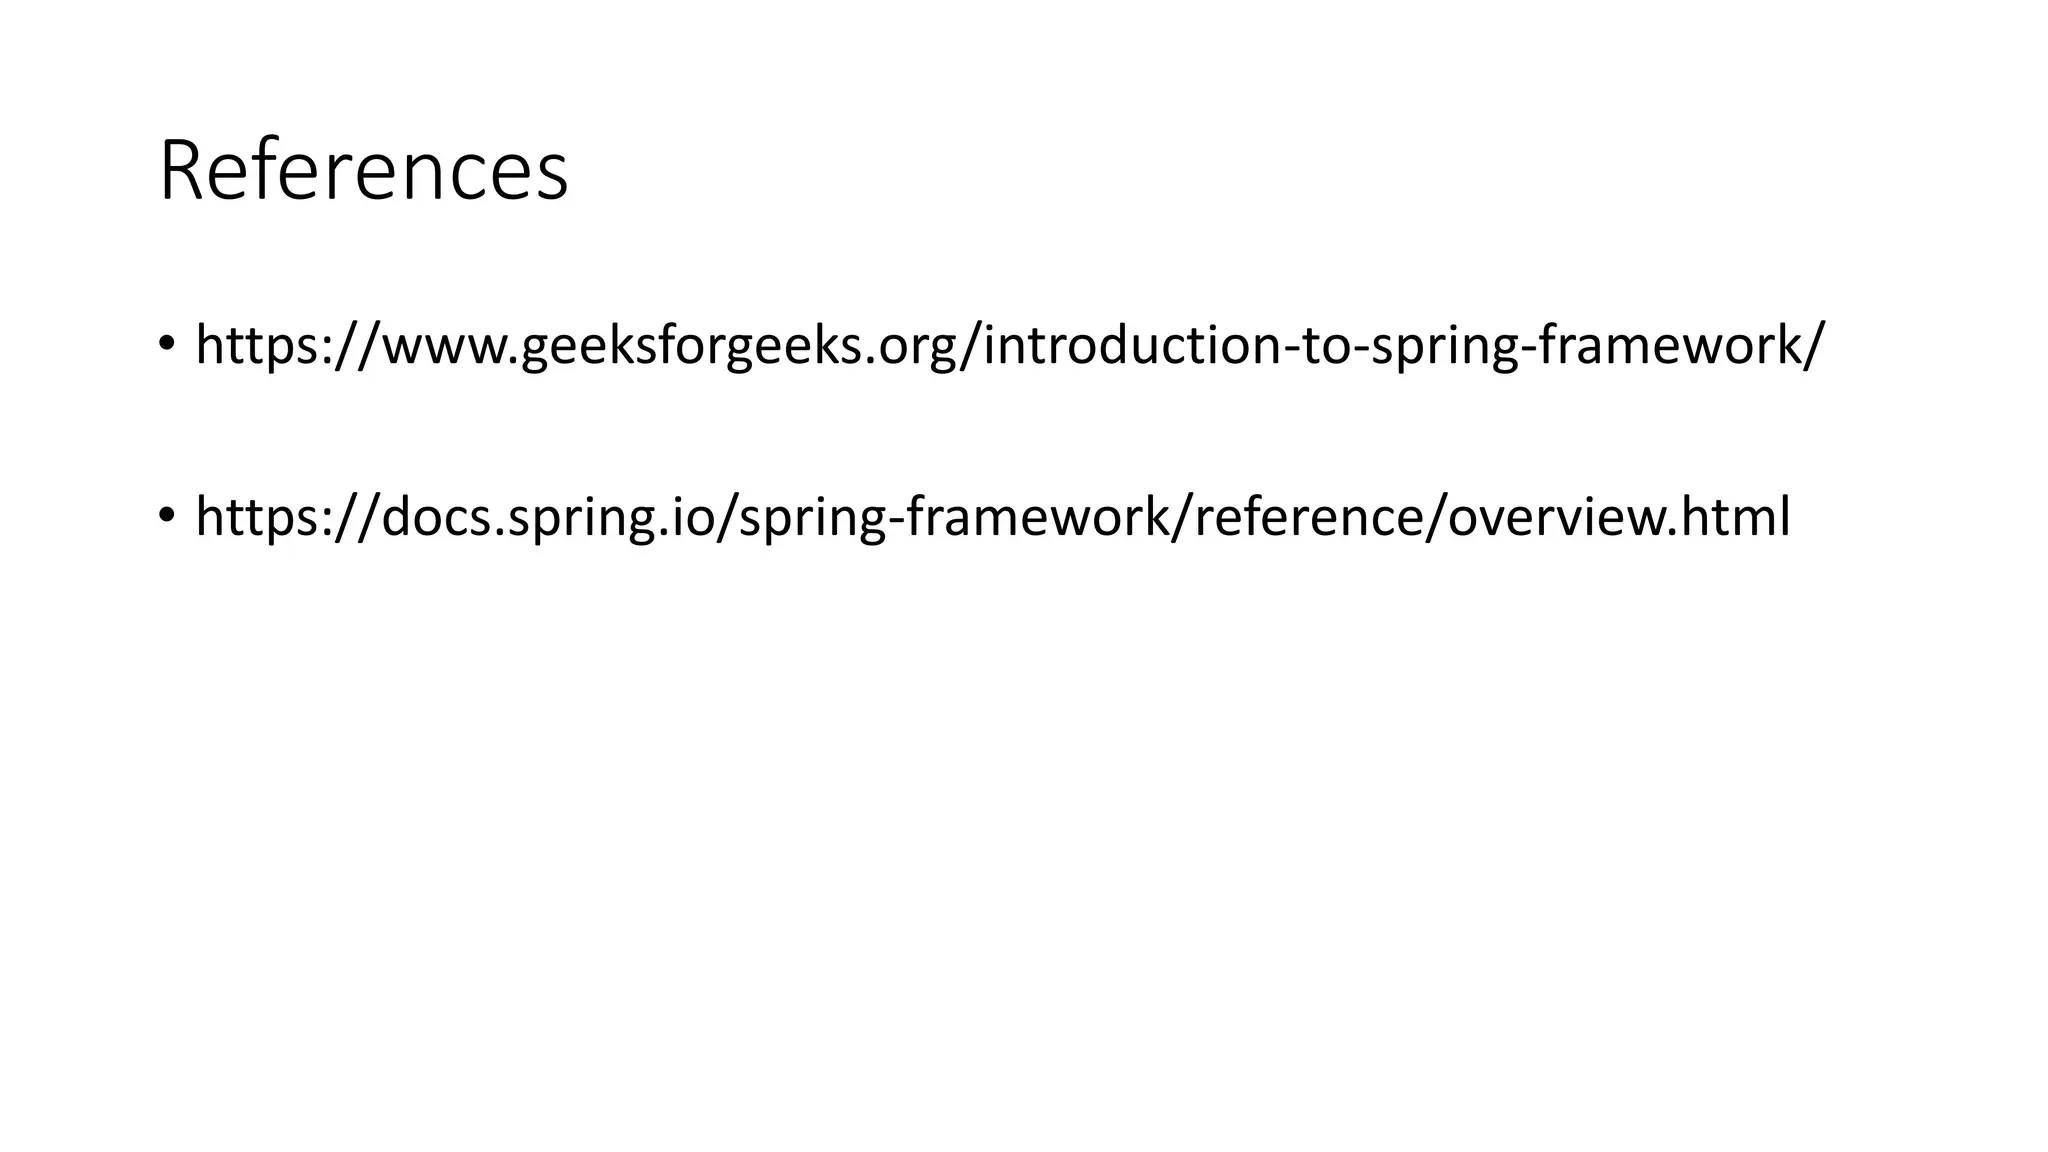 References
• https://www.geeksforgeeks.org/introduction-to-spring-framework/
• https://docs.spring.io/spring-framework/reference/overview.html